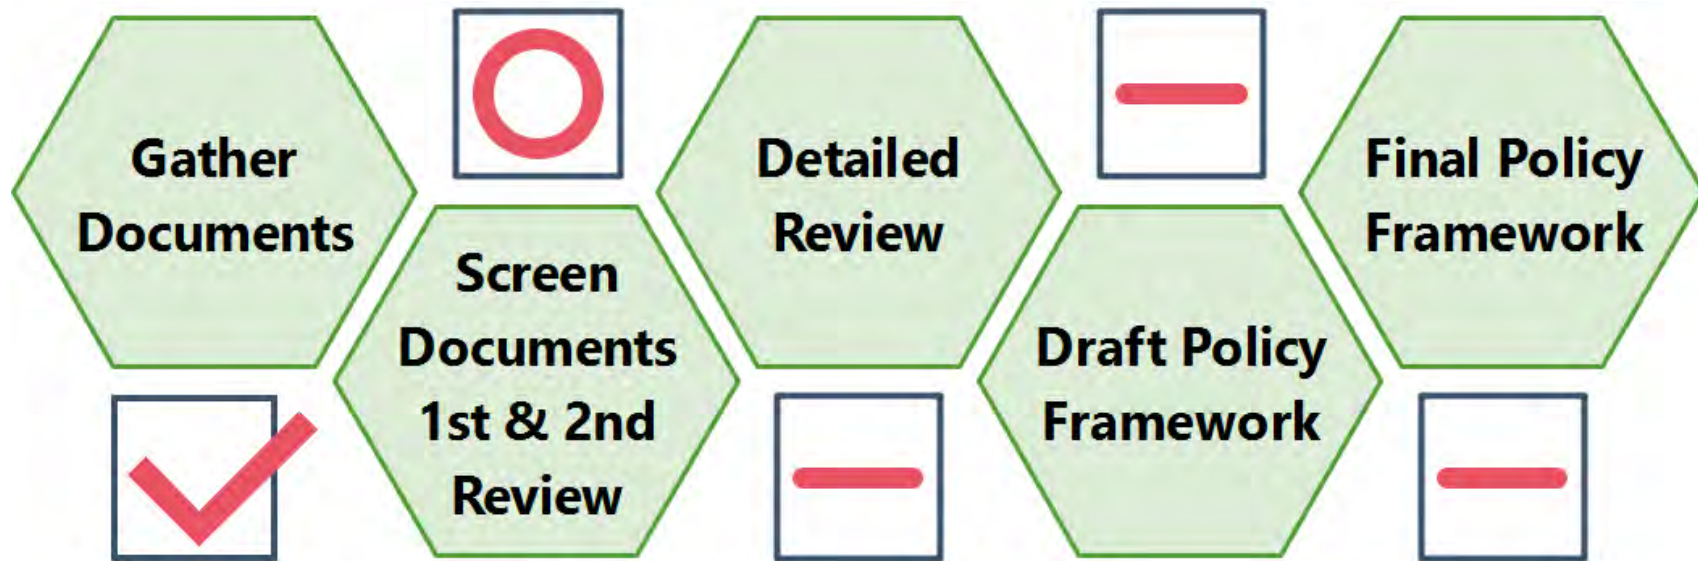 Gather
Documents
Screen
Documents
1st & 2nd
Review
Detailed
Review
Draft Policy
Framework
Final Policy
Framework